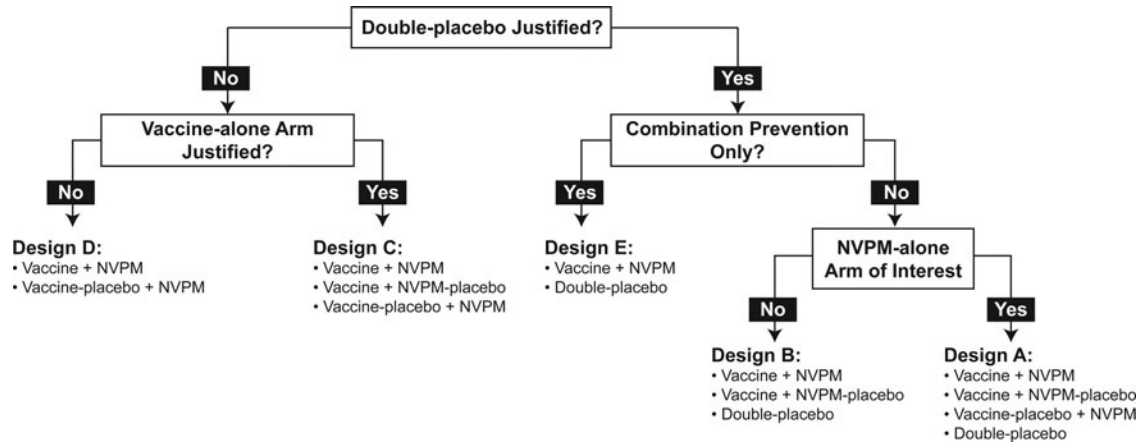 Double-placebo Justified?
No
Yes
Vaccine-alone Arm
Justified?
Combination Prevention
Only?
No
Yes
Yes
No
Design D:
• Vaccine + NVPM
• Vaccine-placebo + NVPM
Design C:
• Vaccine + NVPM
• Vaccine + NVPM-placebo
• Vaccine-placebo + NVPM
Design E:
• Vaccine + NVPM
• Double-placebo
NVPM-alone
Arm of Interest
No
Yes
Design B:
• Vaccine + NVPM
• Vaccine + NVPM-placebo
• Double-placebo
Design A:
• Vaccine + NVPM
• Vaccine + NVPM-placebo
• Vaccine-placebo + NVPM
• Double-placebo